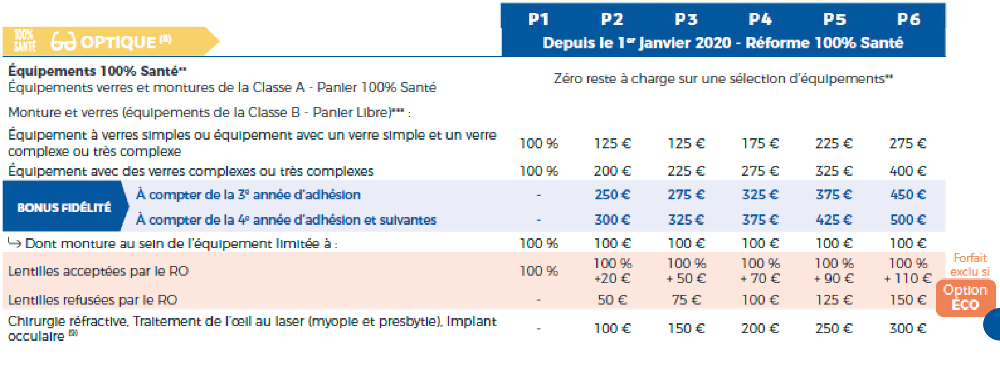 P1 P2 P3 P4 P5 P6
100% SANTÉ OPTIQUE (8)
Depuis le 1er Janvier 2020 - Réforme 100% Santé
Équipements 100% Santé**
Équipements verres et montures de la Classe A - Panier 100% Santé
Zéro reste à charge sur une sélection d'équipements**
Monture et verres (équipements de la Classe B - Panier Libre)*** :
Équipement à verres simples ou équipement avec un verre simple et un verre
complexe ou très complexe
100 % 125 € 125 € 175 € 225 € 275 €
Équipement avec des verres complexes ou très complexes 100 % 200 € 225 € 275 € 325 € 400 €
BONUS FIDÉLITÉ
À compter de la 3e année d'adhésion - 250 € 275 € 325 € 375 € 450 €
À compter de la 4e année d'adhésion et suivantes - 300 € 325 € 375 € 425 € 500 €
Dont monture au sein de l'équipement limitée à : 100 % 100 € 100 € 100 € 100 € 100 €
Lentilles acceptées par le RO 100 % 100 % 100 % 100 % 100 % 100 %
+20 € + 50 € + 70 € + 90 € + 110 €
Lentilles refusées par le RO - 50 € 75 € 100 € 125 € 150 €
Forfait
exclu si
Option
ÉCO
Chirurgie réfractive, Traitement de l'œil au laser (myopie et presbytie), Implant
occulaire (9)
- 100 € 150 € 200 € 250 € 300 €